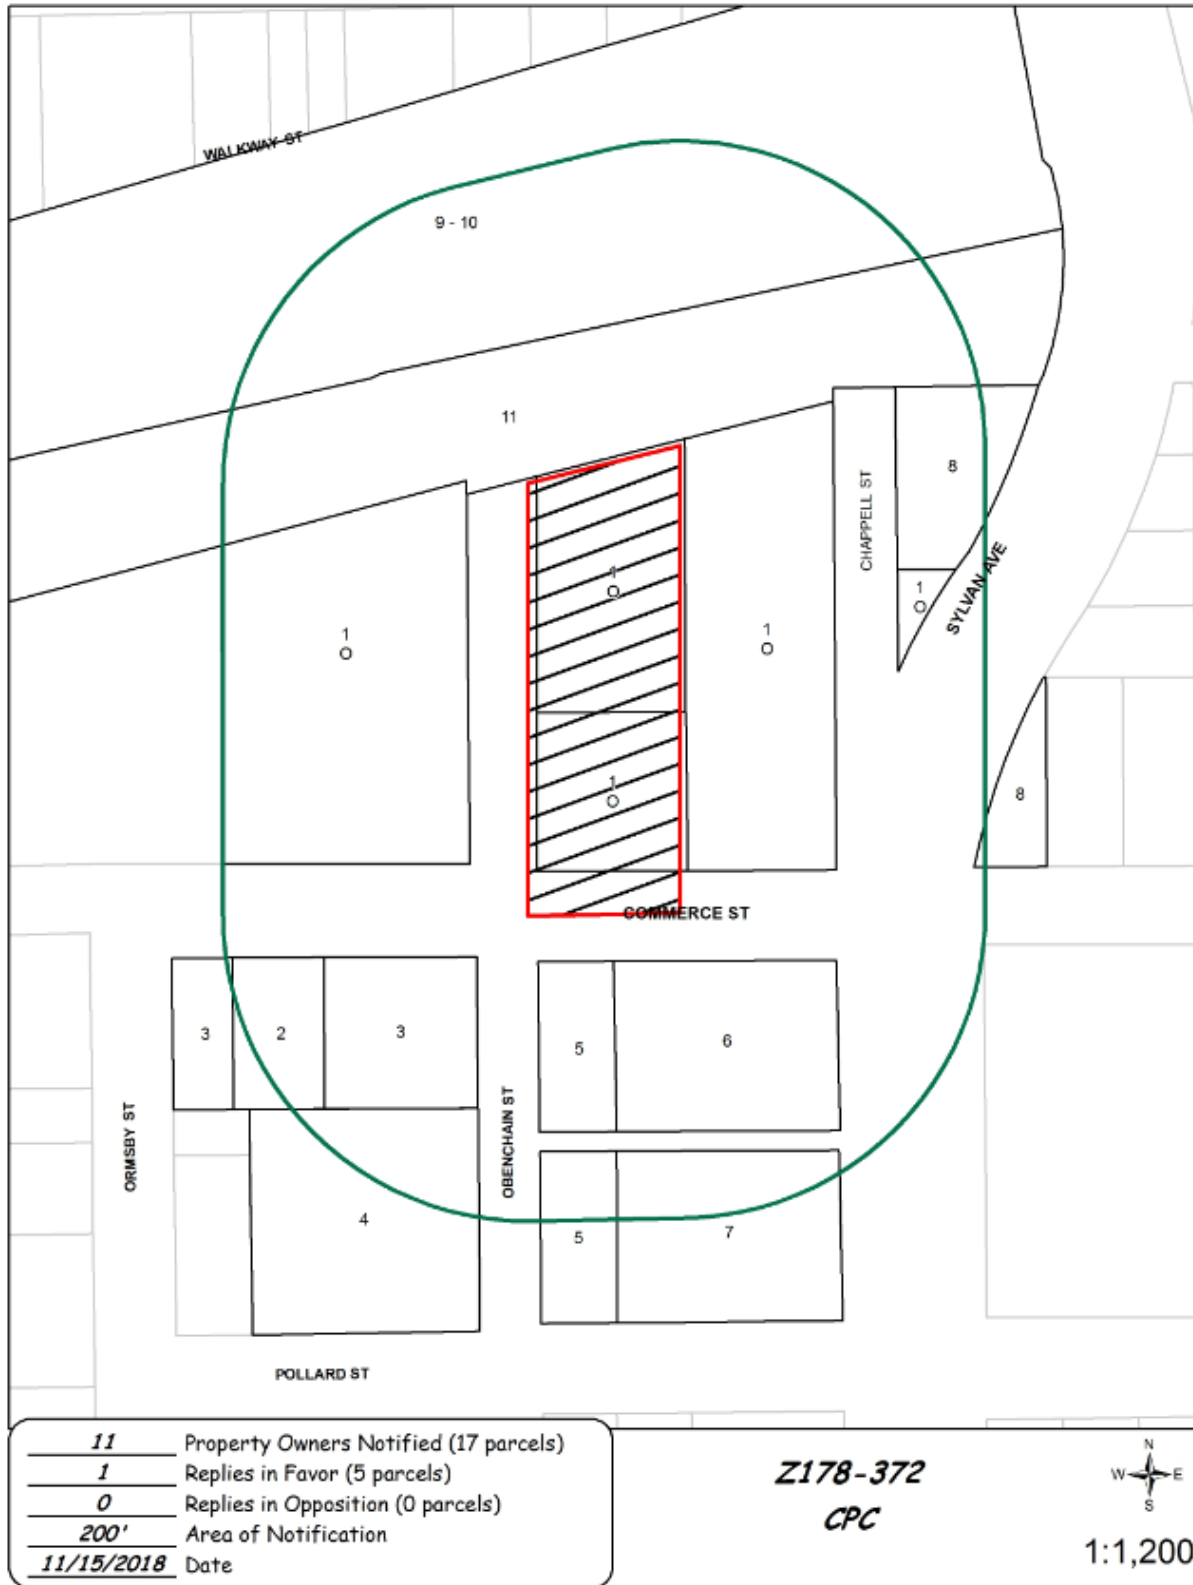 WALKWAY ST
9 - 10
11
8
CHAPPELL ST
1
1
SYLVAN AVE
1
1
8
1
COMMERCE ST
3
2
3
5
6
ORMSBY ST
OBENCHAIN ST
4
5
7
POLLARD ST
11 Property Owners Notified (17 parcels)
1 Replies in Favor (5 parcels)
0 Replies in Opposition (0 parcels)
200' Area of Notification
11/15/2018 Date
Z178-372
CPC
N
W E
S
1:1,200